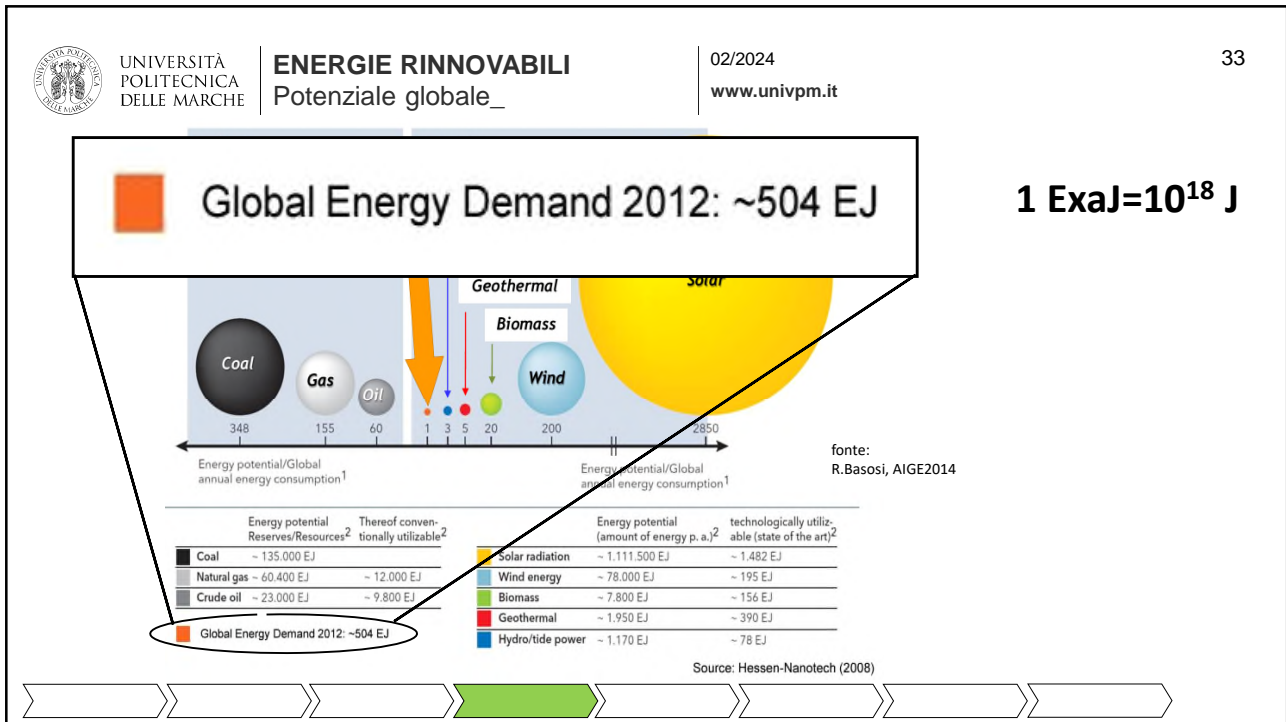 UNIVERSITÀ
POLITECNICA
DELLE MARCHE
ENERGIE RINNOVABILI
Potenziale globale_
02/2024
www.univpm.it
33
Global Energy Demand 2012: ~504 EJ
1 ExaJ=10¹⁸ J
Geothermal
Solar
Biomass
Coal
Gas
Oil
Wind
348 155 60 1 3 5 20 200 2850
Energy potential/Global
annual energy consumption¹
Energy potential/Global
annual energy consumption¹
fonte:
R.Basosi, AIGE2014
Energy potential Thereof conven-
Reserves/Resources² tionally utilizable²
Coal ~ 135.000 EJ
Natural gas ~ 60.400 EJ ~ 12.000 EJ
Crude oil ~ 23.000 EJ ~ 9.800 EJ
Global Energy Demand 2012: ~504 EJ
Energy potential technologically utiliz-
(amount of energy p. a.)² able (state of the art)²
Solar radiation ~ 1.111.500 EJ ~ 1.482 EJ
Wind energy ~ 78.000 EJ ~ 195 EJ
Biomass ~ 7.800 EJ ~ 156 EJ
Geothermal ~ 1.950 EJ ~ 390 EJ
Hydro/tide power ~ 1.170 EJ ~ 78 EJ
Source: Hessen-Nanotech (2008)